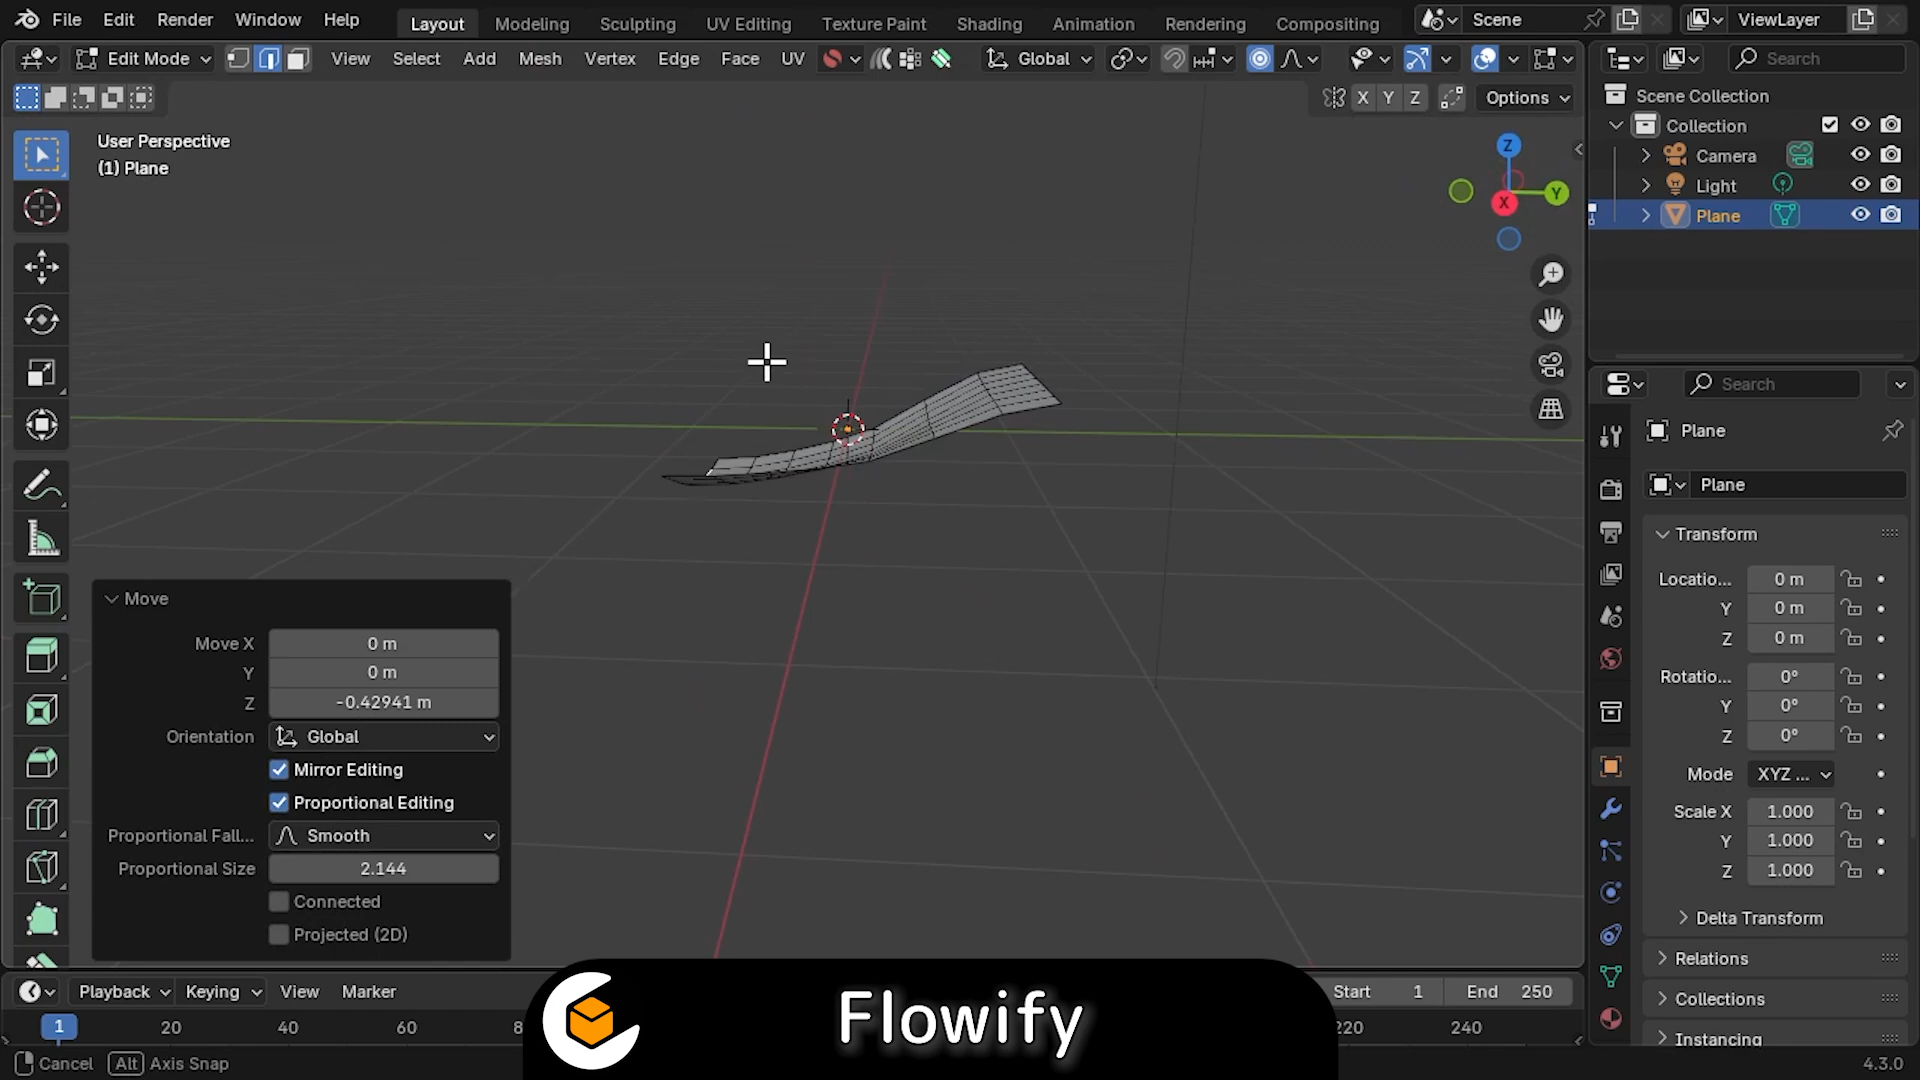 File Edit Render Window Help Layout Modeling Sculpting UV Editing Texture Paint Shading Animation Rendering Compositing Scene ViewLayer
Edit Mode View Select Add Mesh Vertex Edge Face UV Global Search
X Y Z Options
User Perspective
(1) Plane
Z
Y
X
Scene Collection
Collection
Camera
Light
Plane
Search
Plane
Plane
Transform
Locatio... 0 m
Y 0 m
Z 0 m
Rotatio... 0°
Y 0°
Z 0°
Mode XYZ ...
Scale X 1.000
Y 1.000
Z 1.000
Delta Transform
Relations
Collections
Instancing
Move
Move X 0 m
Y 0 m
Z -0.42941 m
Orientation Global
Mirror Editing
Proportional Editing
Proportional Fall... Smooth
Proportional Size 2.144
Connected
Projected (2D)
Playback Keying View Marker Start 1 End 250
1 20 40 60 8 220 240
Flowify
Cancel Alt Axis Snap 4.3.0